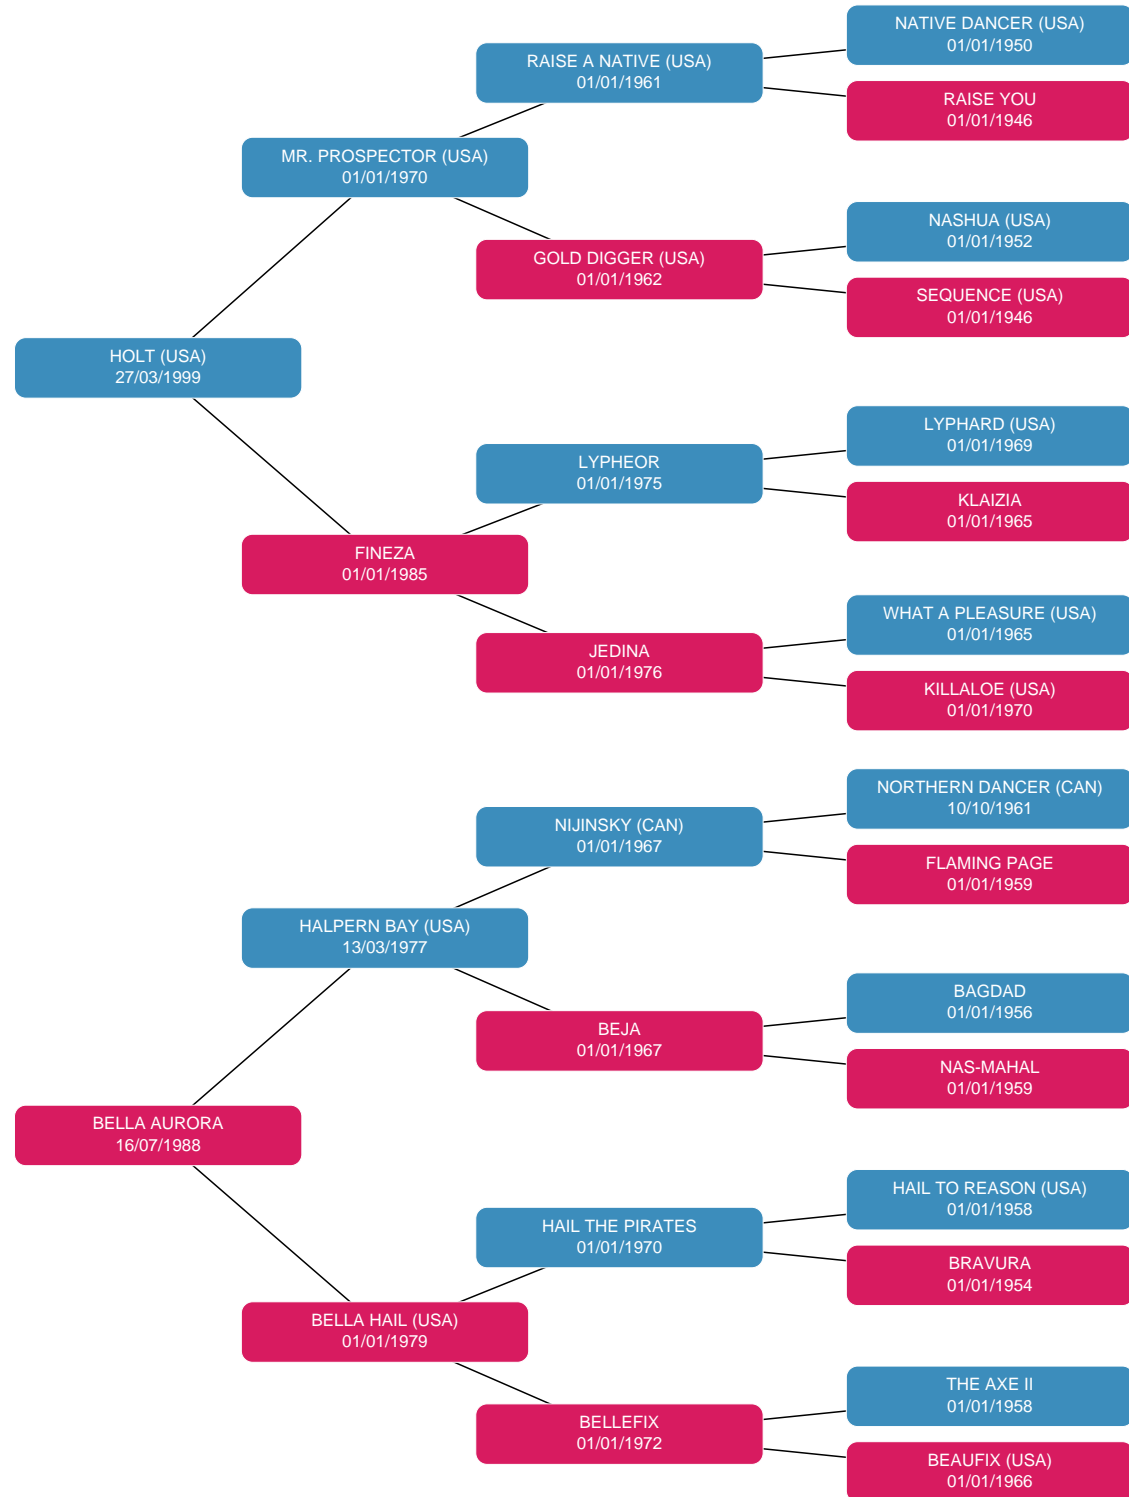 NATIVE DANCER (USA)
01/01/1950
RAISE A NATIVE (USA)
01/01/1961
RAISE YOU
01/01/1946
MR. PROSPECTOR (USA)
01/01/1970
NASHUA (USA)
01/01/1952
GOLD DIGGER (USA)
01/01/1962
SEQUENCE (USA)
01/01/1946
HOLT (USA)
27/03/1999
LYPHARD (USA)
01/01/1969
LYPHEOR
01/01/1975
KLAIZIA
01/01/1965
FINEZA
01/01/1985
WHAT A PLEASURE (USA)
01/01/1965
JEDINA
01/01/1976
KILLALOE (USA)
01/01/1970
NORTHERN DANCER (CAN)
10/10/1961
NIJINSKY (CAN)
01/01/1967
FLAMING PAGE
01/01/1959
HALPERN BAY (USA)
13/03/1977
BAGDAD
01/01/1956
BEJA
01/01/1967
NAS-MAHAL
01/01/1959
BELLA AURORA
16/07/1988
HAIL TO REASON (USA)
01/01/1958
HAIL THE PIRATES
01/01/1970
BRAVURA
01/01/1954
BELLA HAIL (USA)
01/01/1979
THE AXE II
01/01/1958
BELLEFIX
01/01/1972
BEAUFIX (USA)
01/01/1966